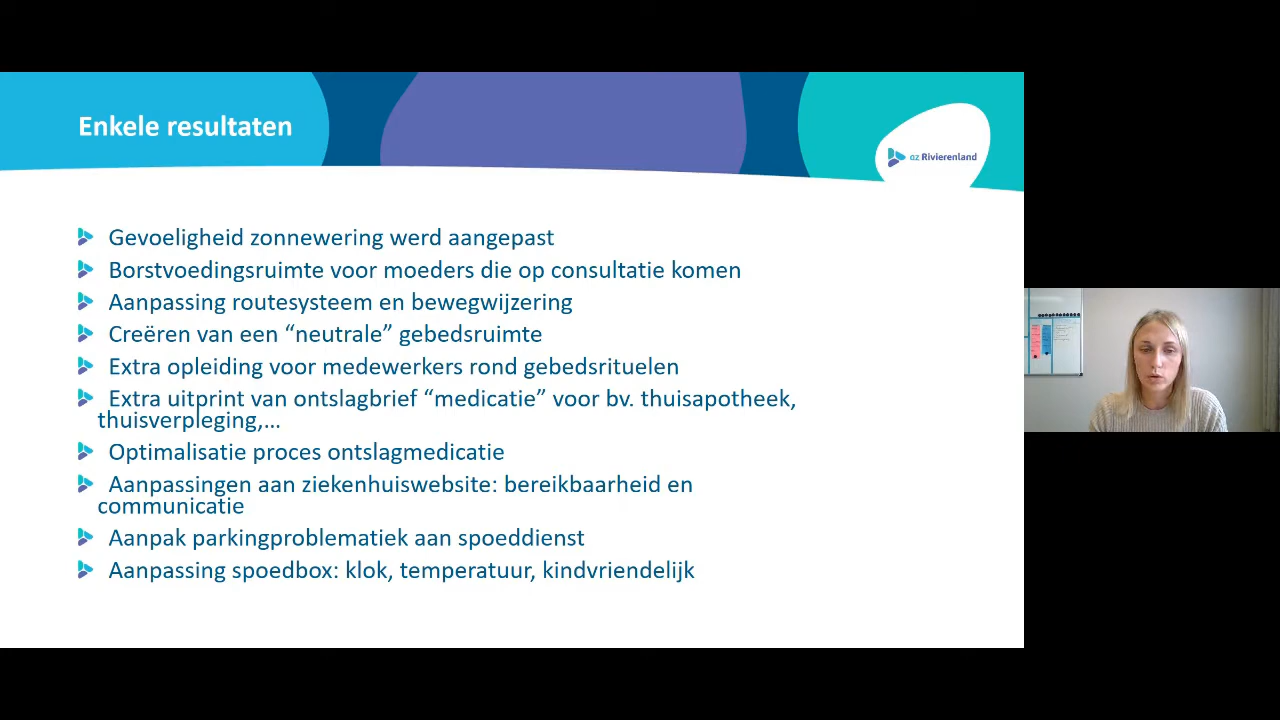 Enkele resultaten
az Rivierenland
Gevoeligheid zonnewering werd aangepast
Borstvoedingsruimte voor moeders die op consultatie komen
Aanpassing routesysteem en bewegwijzering
Creëren van een “neutrale” gebedsruimte
Extra opleiding voor medewerkers rond gebedsrituelen
Extra uitprint van ontslagbrief “medicatie” voor bv. thuisapotheek,
thuisverpleging,...
Optimalisatie proces ontslagmedicatie
Aanpassingen aan ziekenhuiswebsite: bereikbaarheid en
communicatie
Aanpak parkingproblematiek aan spoeddienst
Aanpassing spoedbox: klok, temperatuur, kindvriendelijk